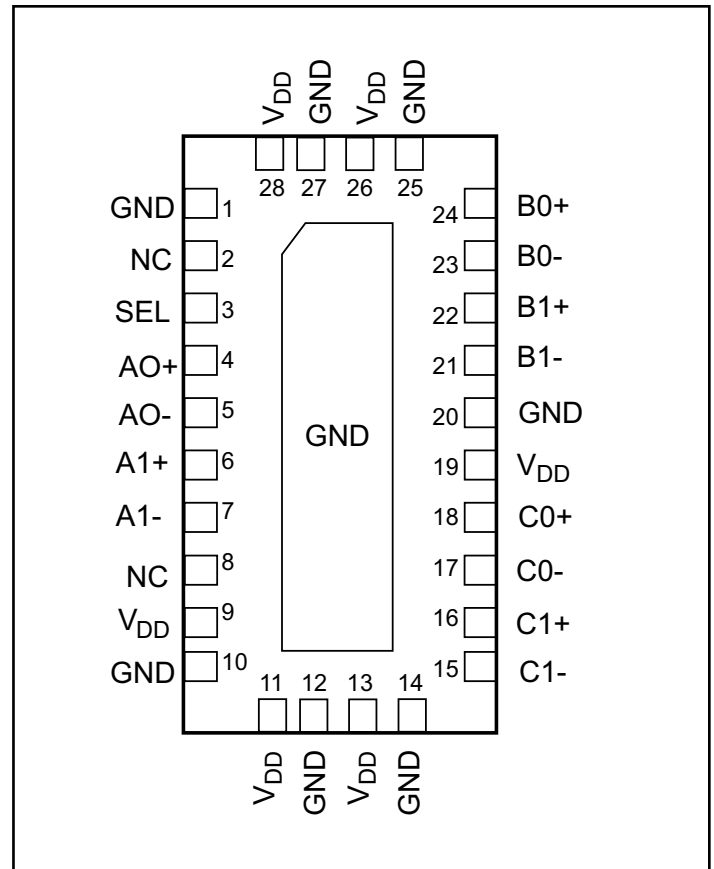 VDD GND VDD GND
28 27 26 25
GND 1
NC 2
SEL 3
AO+ 4
AO- 5
A1+ 6
A1- 7
NC 8
VDD 9
GND 10
GND
24 B0+
23 B0-
22 B1+
21 B1-
20 GND
19 VDD
18 C0+
17 C0-
16 C1+
15 C1-
11 12 13 14
VDD GND VDD GND